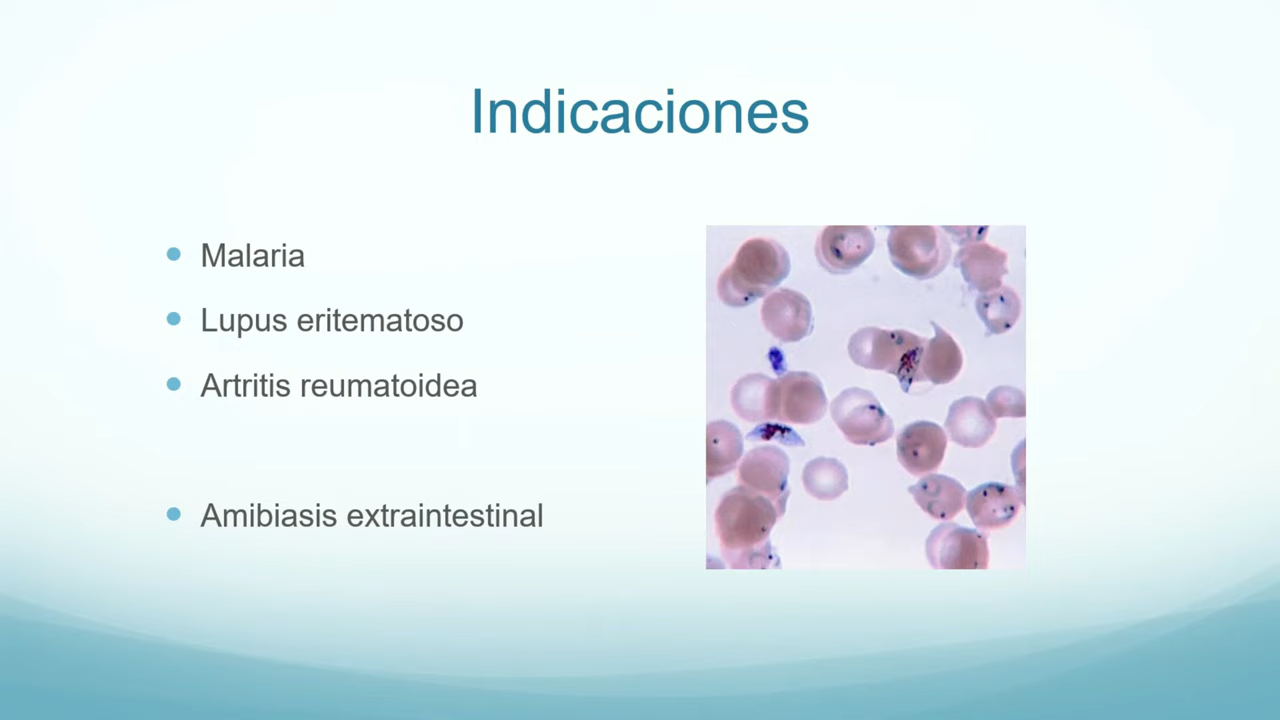 Indicaciones
Malaria
Lupus eritematoso
Artritis reumatoidea
Amibiasis extraintestinal